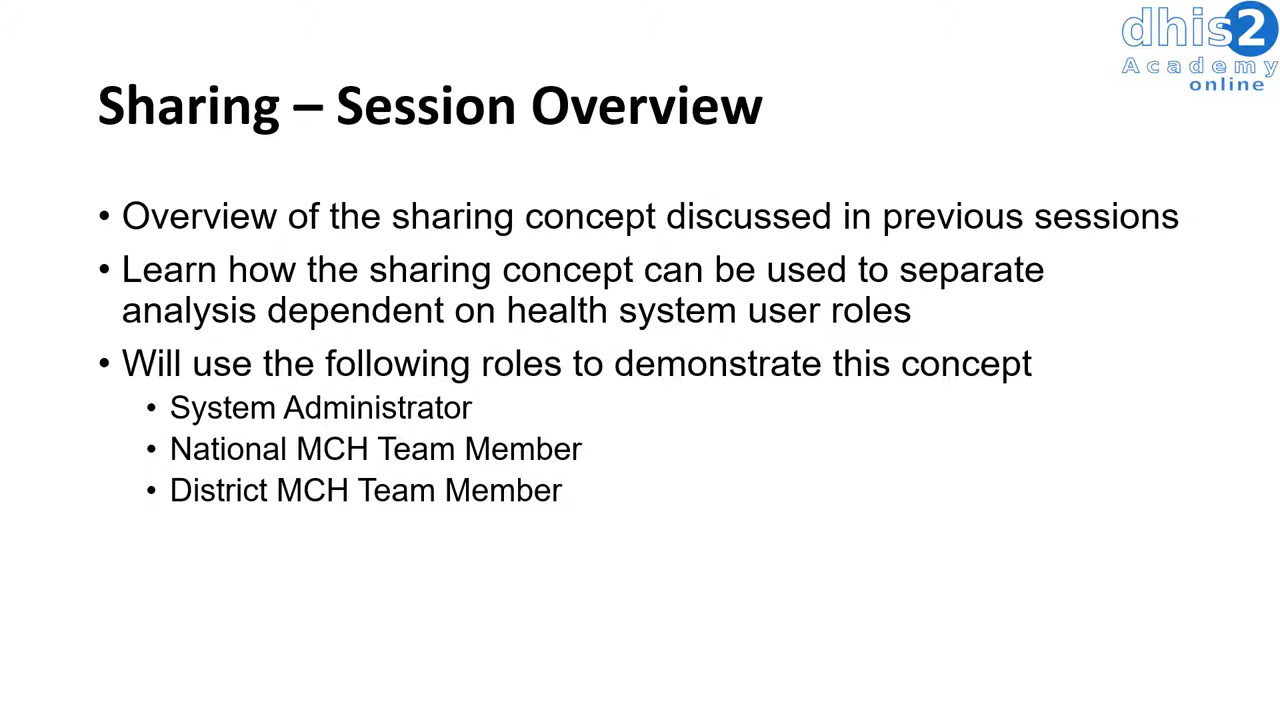 dhis2
Academy
online
Sharing – Session Overview
• Overview of the sharing concept discussed in previous sessions
• Learn how the sharing concept can be used to separate
analysis dependent on health system user roles
• Will use the following roles to demonstrate this concept
• System Administrator
• National MCH Team Member
• District MCH Team Member